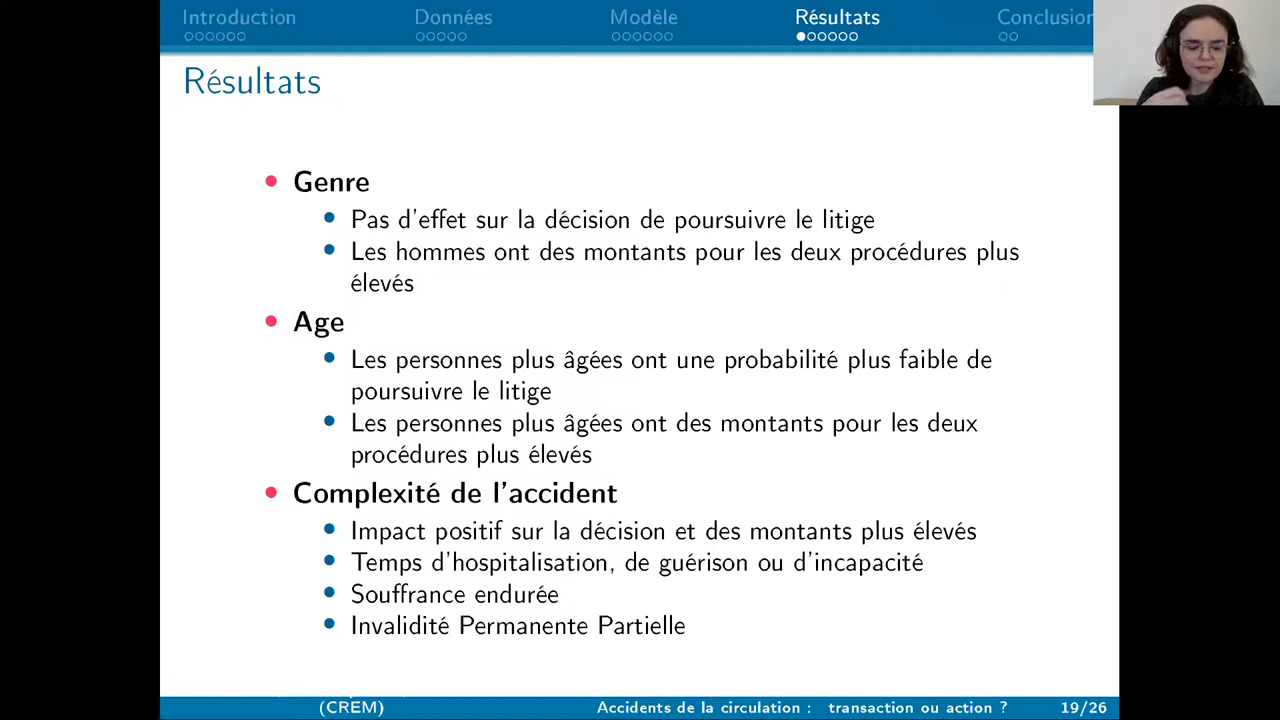 Introduction Données Modèle Résultats Conclusion
Résultats
Genre
Pas d'effet sur la décision de poursuivre le litige
Les hommes ont des montants pour les deux procédures plus
élevés
Age
Les personnes plus âgées ont une probabilité plus faible de
poursuivre le litige
Les personnes plus âgées ont des montants pour les deux
procédures plus élevés
Complexité de l'accident
Impact positif sur la décision et des montants plus élevés
Temps d'hospitalisation, de guérison ou d'incapacité
Souffrance endurée
Invalidité Permanente Partielle
(CREM) Accidents de la circulation : transaction ou action ? 19/26